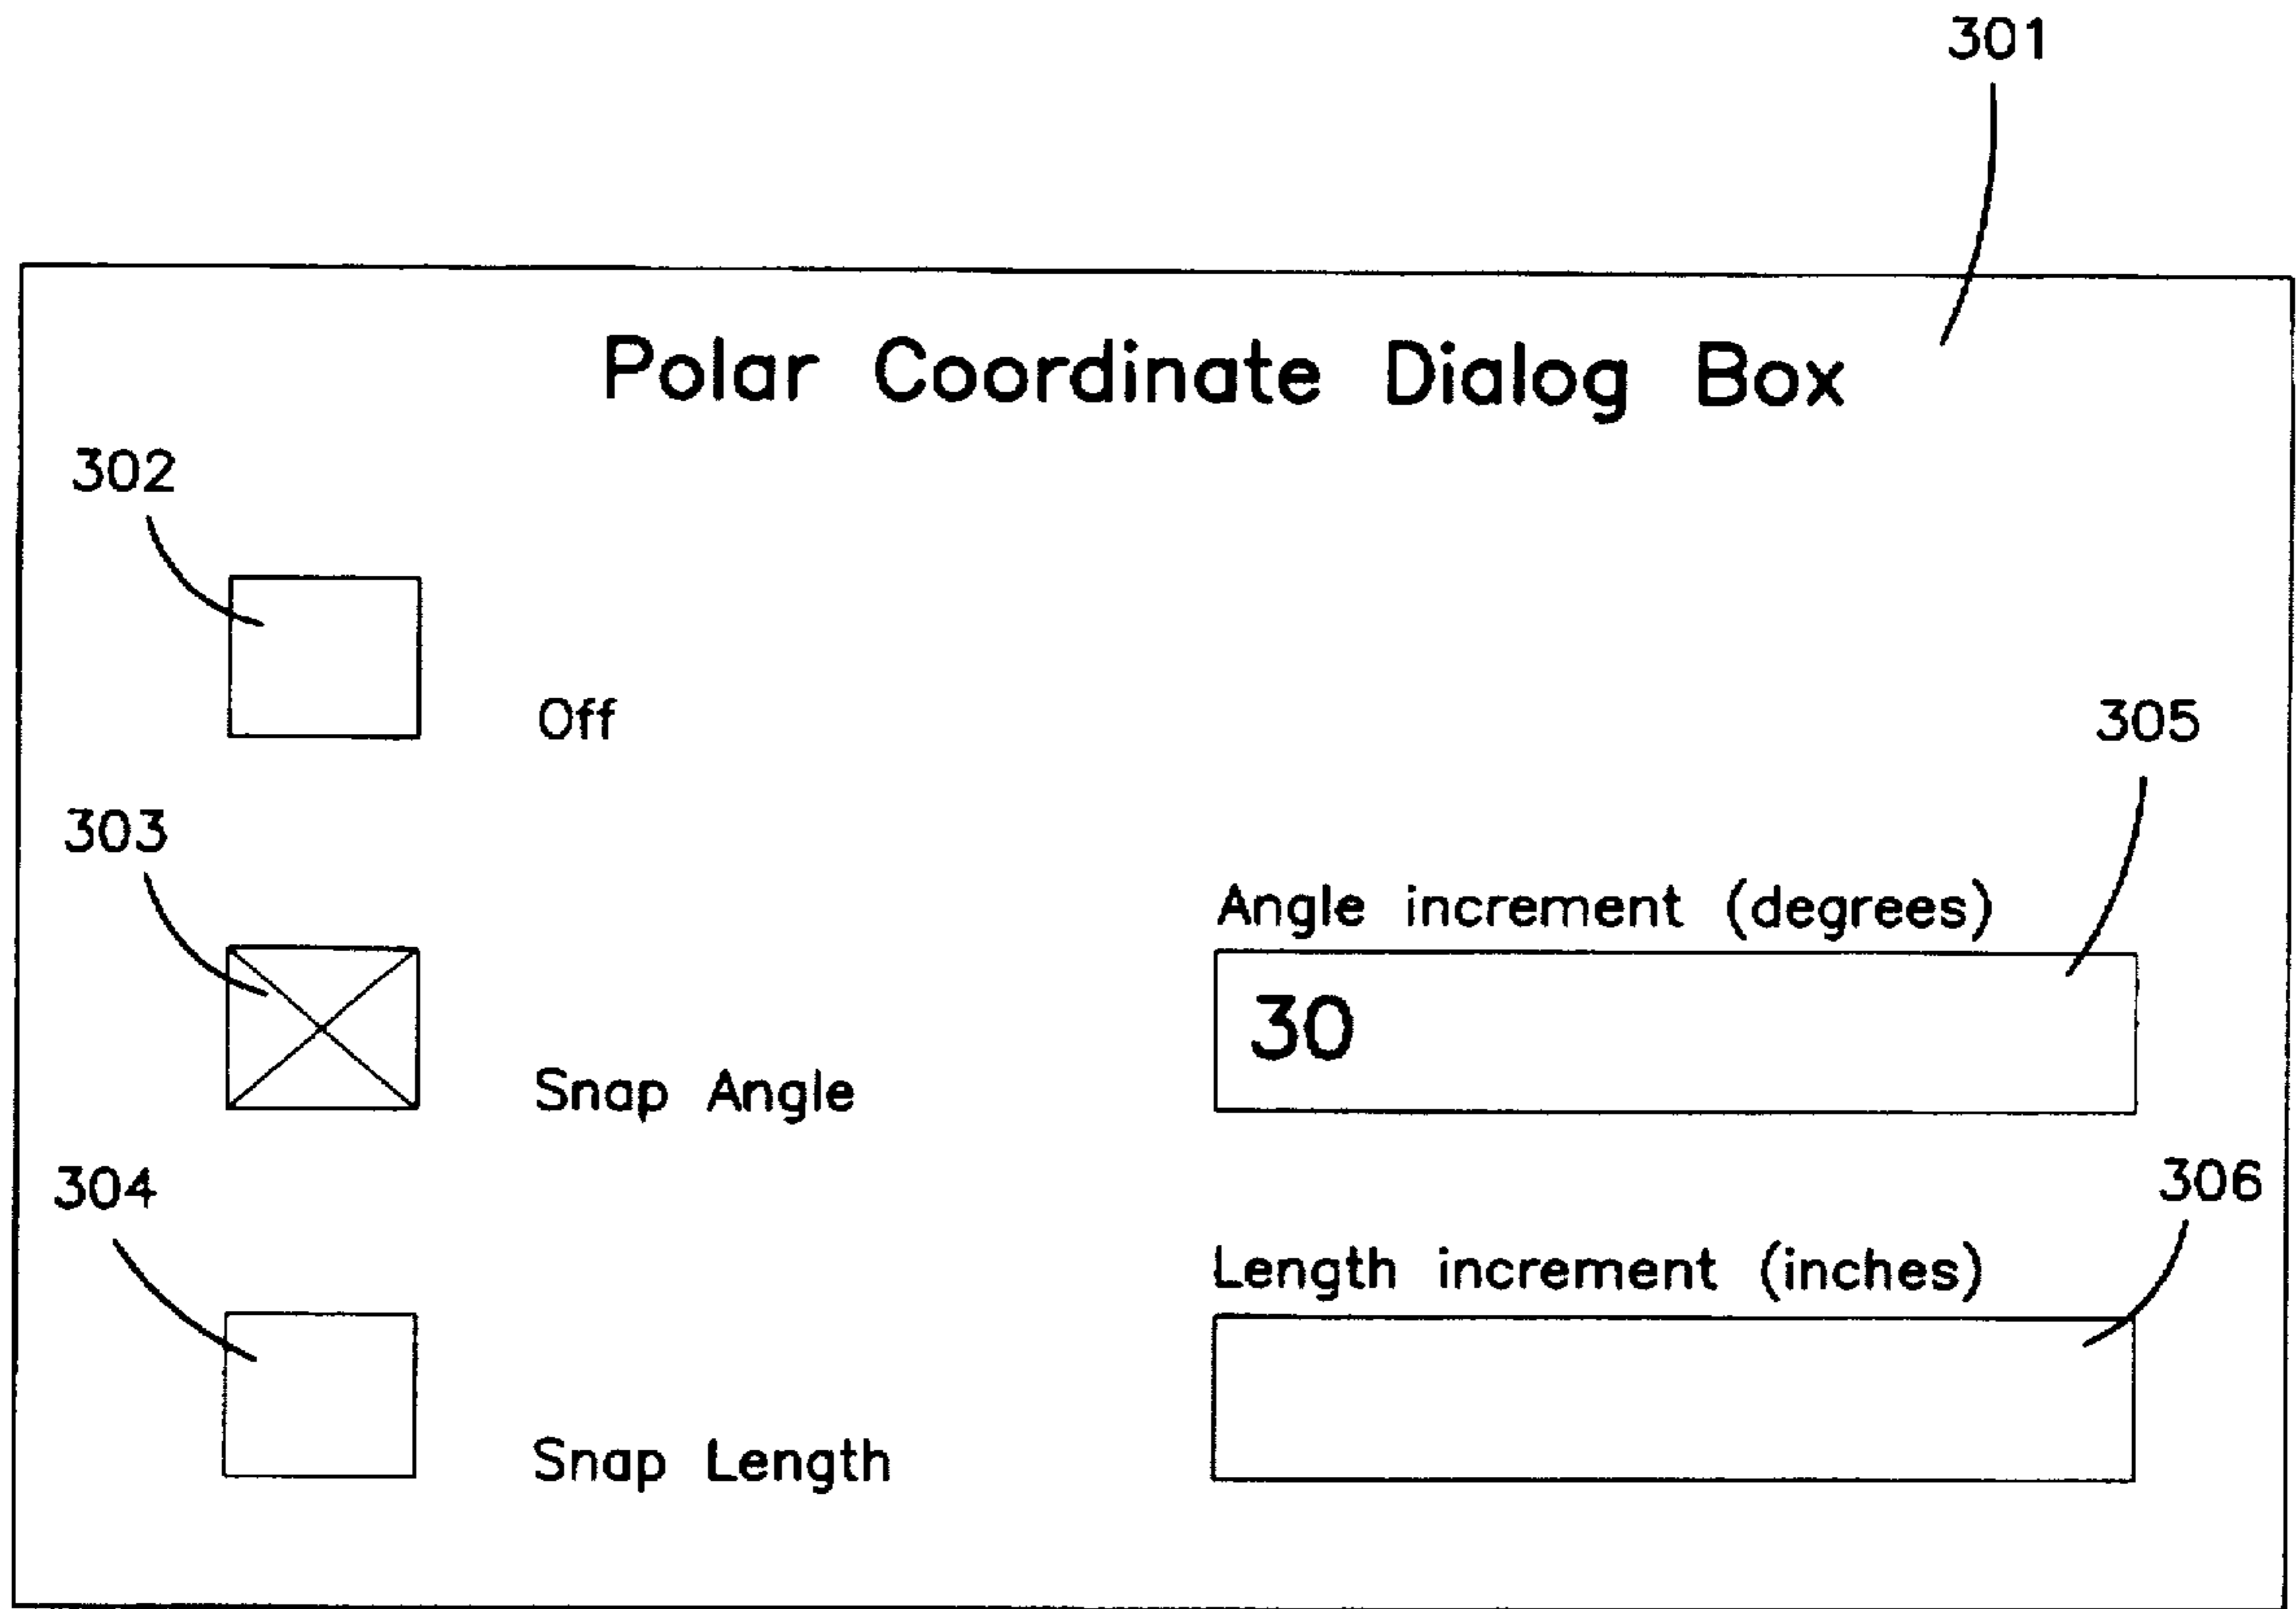 301
Polar Coordinate Dialog Box
302
Off
305
303
Angle increment (degrees)
30
Snap Angle
304
306
Length increment (inches)
Snap Length